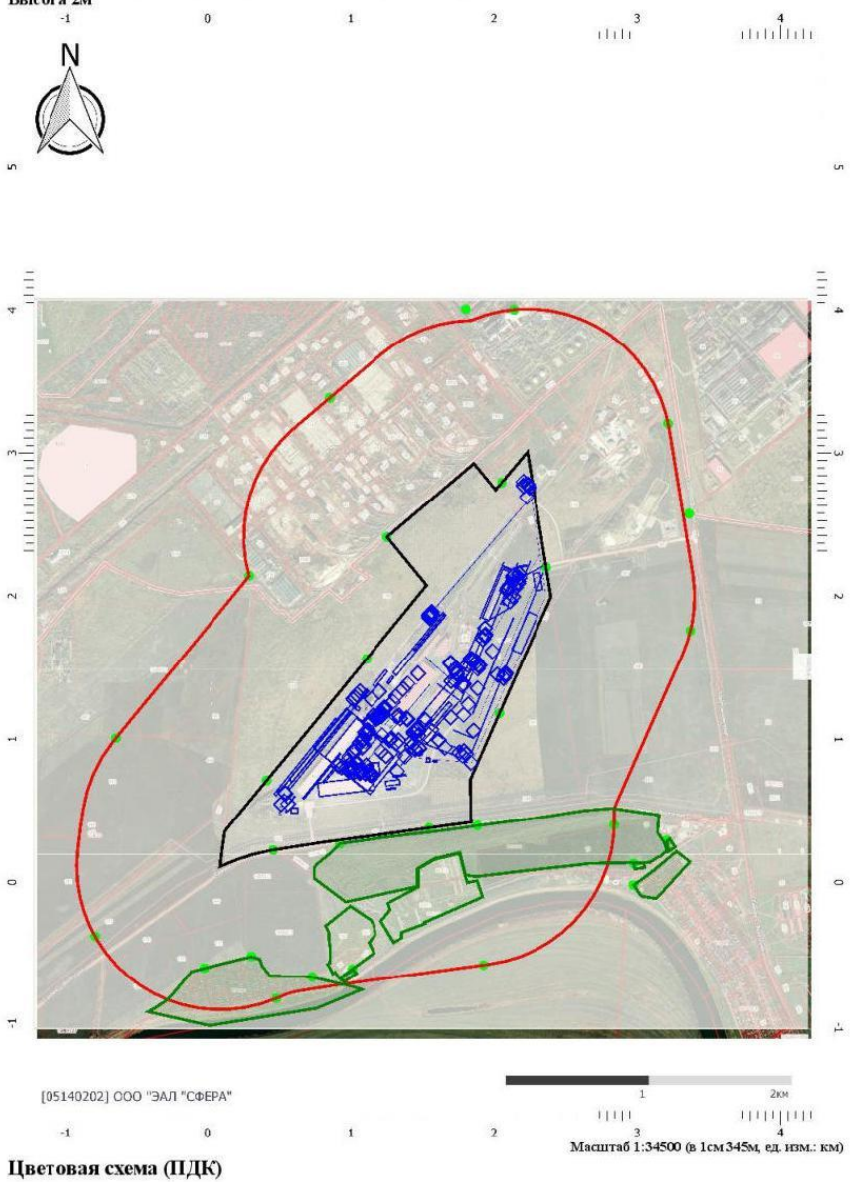 Высота 2м
-1 0 1 2 3 4
N
5 5
4 4
3 3
2 2
1 1
0 0
-1 -1
[05140202] ООО "ЭАЛ "СФЕРА"
1 2км
-1 0 1 2 3 4
Масштаб 1:34500 (в 1см 345м, ед. изм.: км)
Цветовая схема (ПДК)